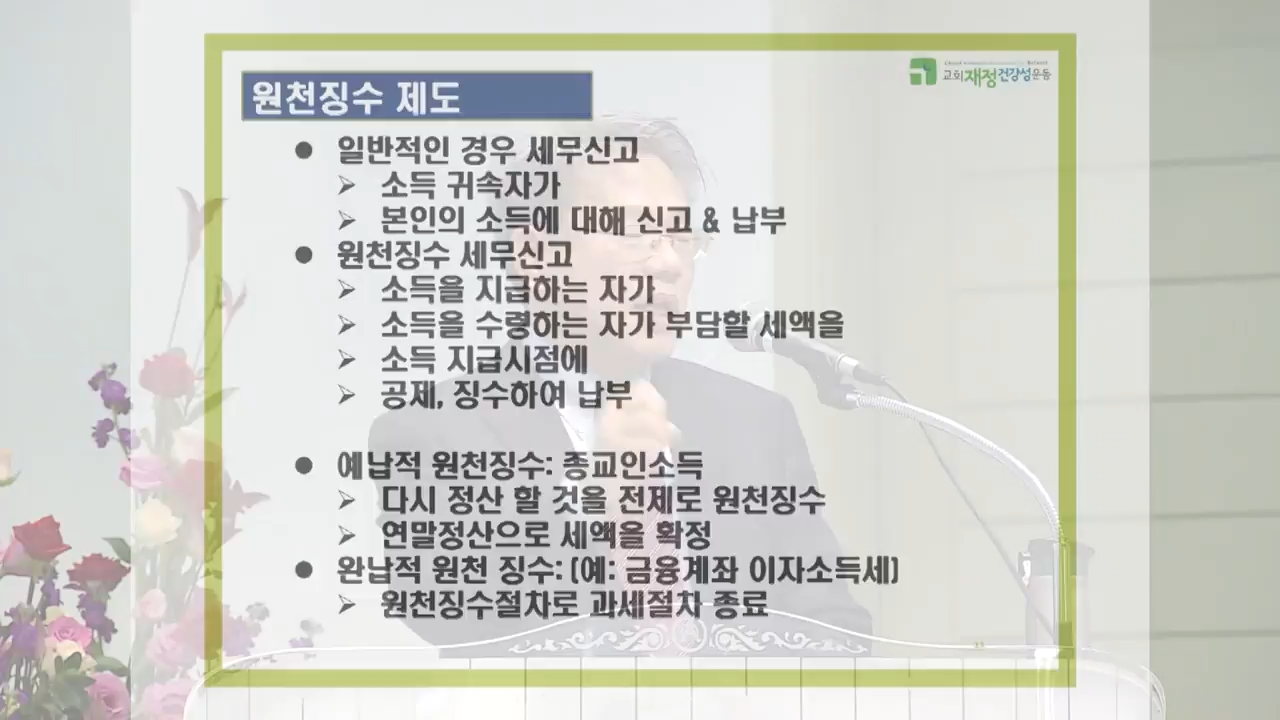 교회재정건강성운동
원천징수 제도
● 일반적인 경우 세무신고
➢ 소득 귀속자가
➢ 본인의 소득에 대해 신고 & 납부
● 원천징수 세무신고
➢ 소득을 지급하는 자가
➢ 소득을 수령하는 자가 부담할 세액을
➢ 소득 지급시점에
➢ 공제, 징수하여 납부
● 예납적 원천징수: 종교인소득
➢ 다시 정산 할 것을 전제로 원천징수
➢ 연말정산으로 세액을 확정
● 완납적 원천 징수: (예: 금융계좌 이자소득세)
➢ 원천징수절차로 과세절차 종료